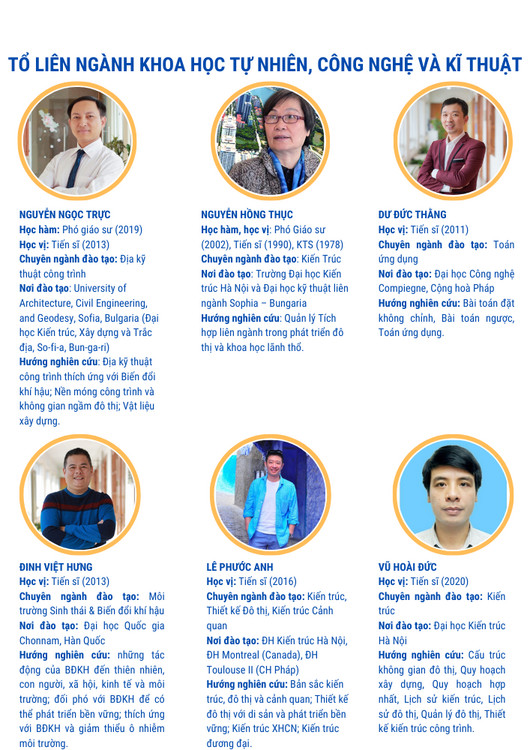 TỔ LIÊN NGÀNH KHOA HỌC TỰ NHIÊN, CÔNG NGHỆ VÀ KĨ THUẬT
NGUYỄN NGỌC TRỰC
Học hàm: Phó giáo sư (2019)
Học vị: Tiến sĩ (2013)
Chuyên ngành đào tạo: Địa kỹ
thuật công trình
Nơi đào tạo: University of
Architecture, Civil Engineering,
and Geodesy, Sofia, Bulgaria (Đại
học Kiến trúc, Xây dựng và Trắc
địa, So-fi-a, Bun-ga-ri)
Hướng nghiên cứu: Địa kỹ thuật
công trình thích ứng với Biến đổi
khí hậu; Nền móng công trình và
không gian ngầm đô thị; Vật liệu
xây dựng.
NGUYỄN HỒNG THỤC
Học hàm, học vị: Phó Giáo sư
(2002), Tiến sĩ (1990), KTS (1978)
Chuyên ngành đào tạo: Kiến Trúc
Nơi đào tạo: Trường Đại học Kiến
trúc Hà Nội và Đại học kỹ thuật liên
ngành Sophia – Bungaria
Hướng nghiên cứu: Quản lý Tích
hợp liên ngành trong phát triển đô
thị và khoa học lãnh thổ.
DƯ ĐỨC THẮNG
Học vị: Tiến sĩ (2011)
Chuyên ngành đào tạo: Toán
ứng dụng
Nơi đào tạo: Đại học Công nghệ
Compiegne, Cộng hoà Pháp
Hướng nghiên cứu: Bài toán đặt
không chỉnh, Bài toán ngược,
Toán ứng dụng.
ĐINH VIỆT HƯNG
Học vị: Tiến sĩ (2013)
Chuyên ngành đào tạo: Môi
trường Sinh thái & Biến đổi khí hậu
Nơi đào tạo: Đại học Quốc gia
Chonnam, Hàn Quốc
Hướng nghiên cứu: những tác
động của BĐKH đến thiên nhiên,
con người, xã hội, kinh tế và môi
trường; đối phó với BĐKH để có
thể phát triển bền vững; thích ứng
với BĐKH và giảm thiểu ô nhiễm
môi trường.
LÊ PHƯỚC ANH
Học vị: Tiến sĩ (2016)
Chuyên ngành đào tạo: Kiến trúc,
Thiết kế Đô thị, Kiến trúc Cảnh
quan
Nơi đào tạo: ĐH Kiến trúc Hà Nội,
ĐH Montreal (Canada), ĐH
Toulouse II (CH Pháp)
Hướng nghiên cứu: Bản sắc kiến
trúc, đô thị và cảnh quan; Thiết kế
đô thị với di sản và phát triển bền
vững; Kiến trúc XHCN; Kiến trúc
đương đại.
VŨ HOÀI ĐỨC
Học vị: Tiến sĩ (2020)
Chuyên ngành đào tạo: Kiến
trúc
Nơi đào tạo: Đại học Kiến trúc
Hà Nội
Hướng nghiên cứu: Cấu trúc
không gian đô thị, Quy hoạch
xây dựng, Quy hoạch hợp
nhất, Lịch sử kiến trúc, Lịch
sử đô thị, Quản lý đô thị, Thiết
kế kiến trúc công trình.